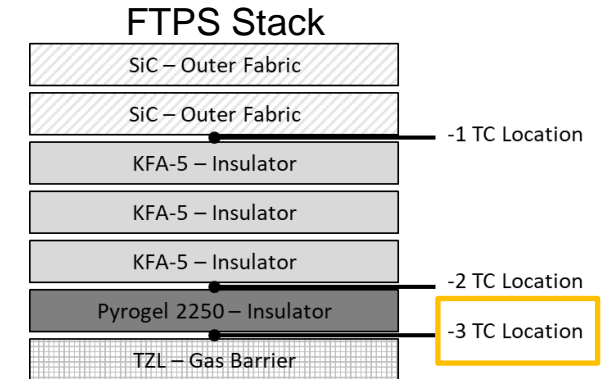 FTPS Stack
SiC – Outer Fabric
SiC – Outer Fabric
-1 TC Location
KFA-5 – Insulator
KFA-5 – Insulator
KFA-5 – Insulator
-2 TC Location
Pyrogel 2250 – Insulator
-3 TC Location
TZL – Gas Barrier